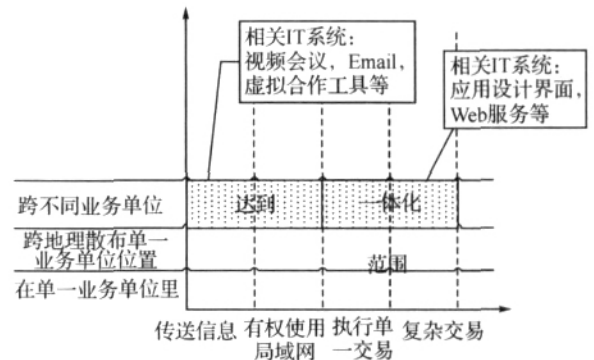 相关IT系统：
视频会议，Email，
虚拟合作工具等
相关IT系统：
应用设计界面，
Web服务等
跨不同业务单位
达到
一体化
跨地理散布单一
业务单位位置
范围
在单一业务单位里
传送信息
有权使用
局域网
执行单
一交易
复杂交易